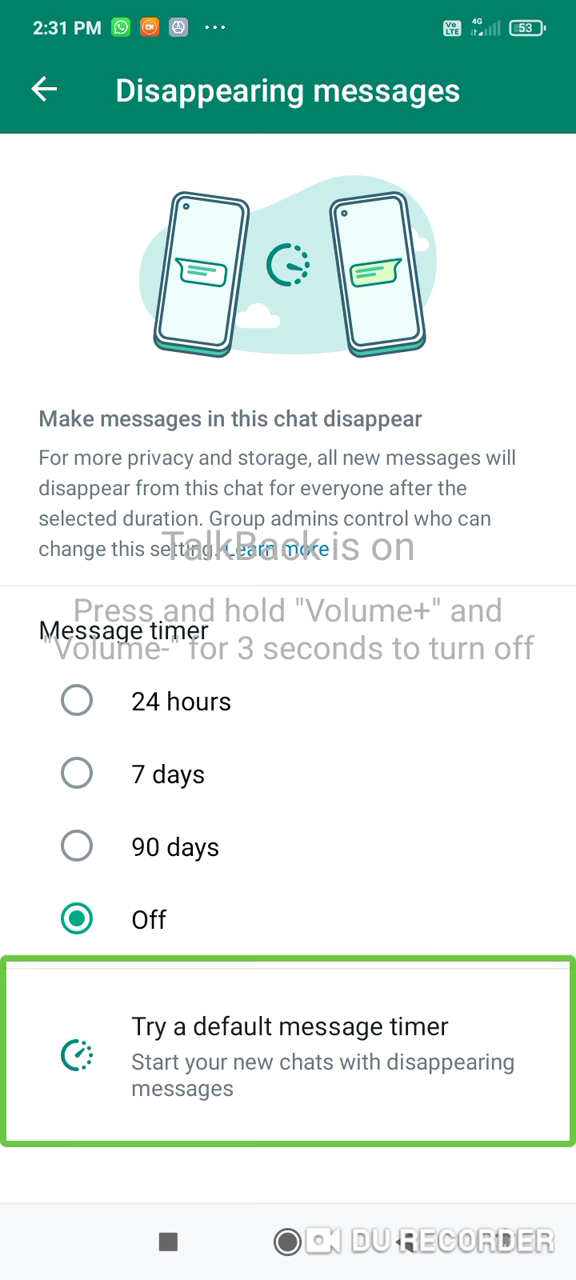 2:31 PM
Vo LTE
4G
53
Disappearing messages
Make messages in this chat disappear
For more privacy and storage, all new messages will
disappear from this chat for everyone after the
selected duration. Group admins control who can
change this setting. Learn more
TalkBack is on
Press and hold "Volume+" and
"Volume-" for 3 seconds to turn off
Message timer
24 hours
7 days
90 days
Off
Try a default message timer
Start your new chats with disappearing
messages
DU RECORDER